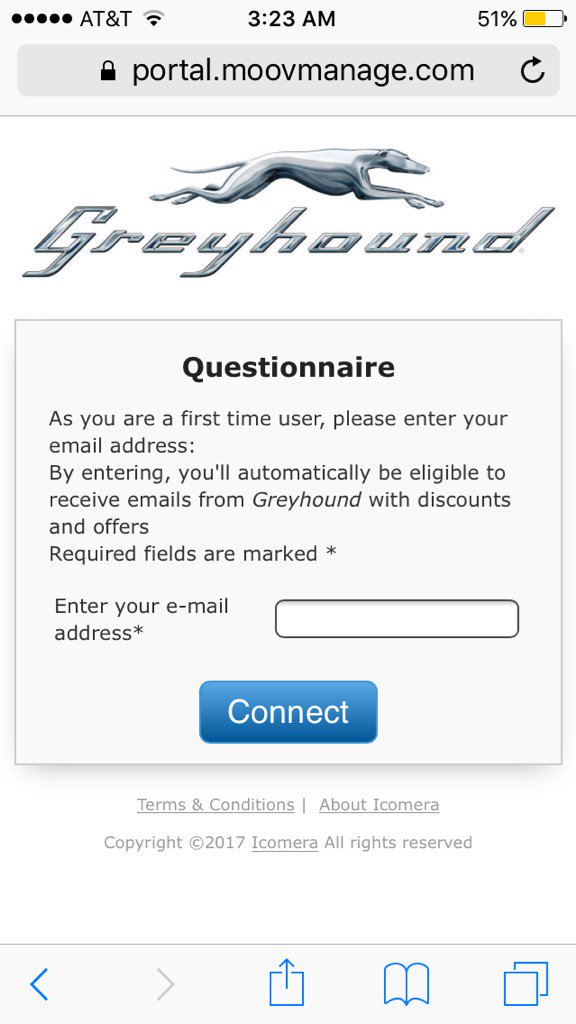 AT&T 3:23 AM 51%
portal.moovmanage.com
Greyhound
Questionnaire
As you are a first time user, please enter your
email address:
By entering, you'll automatically be eligible to
receive emails from Greyhound with discounts
and offers
Required fields are marked *
Enter your e-mail
address*
Connect
Terms & Conditions | About Icomera
Copyright ©2017 Icomera All rights reserved